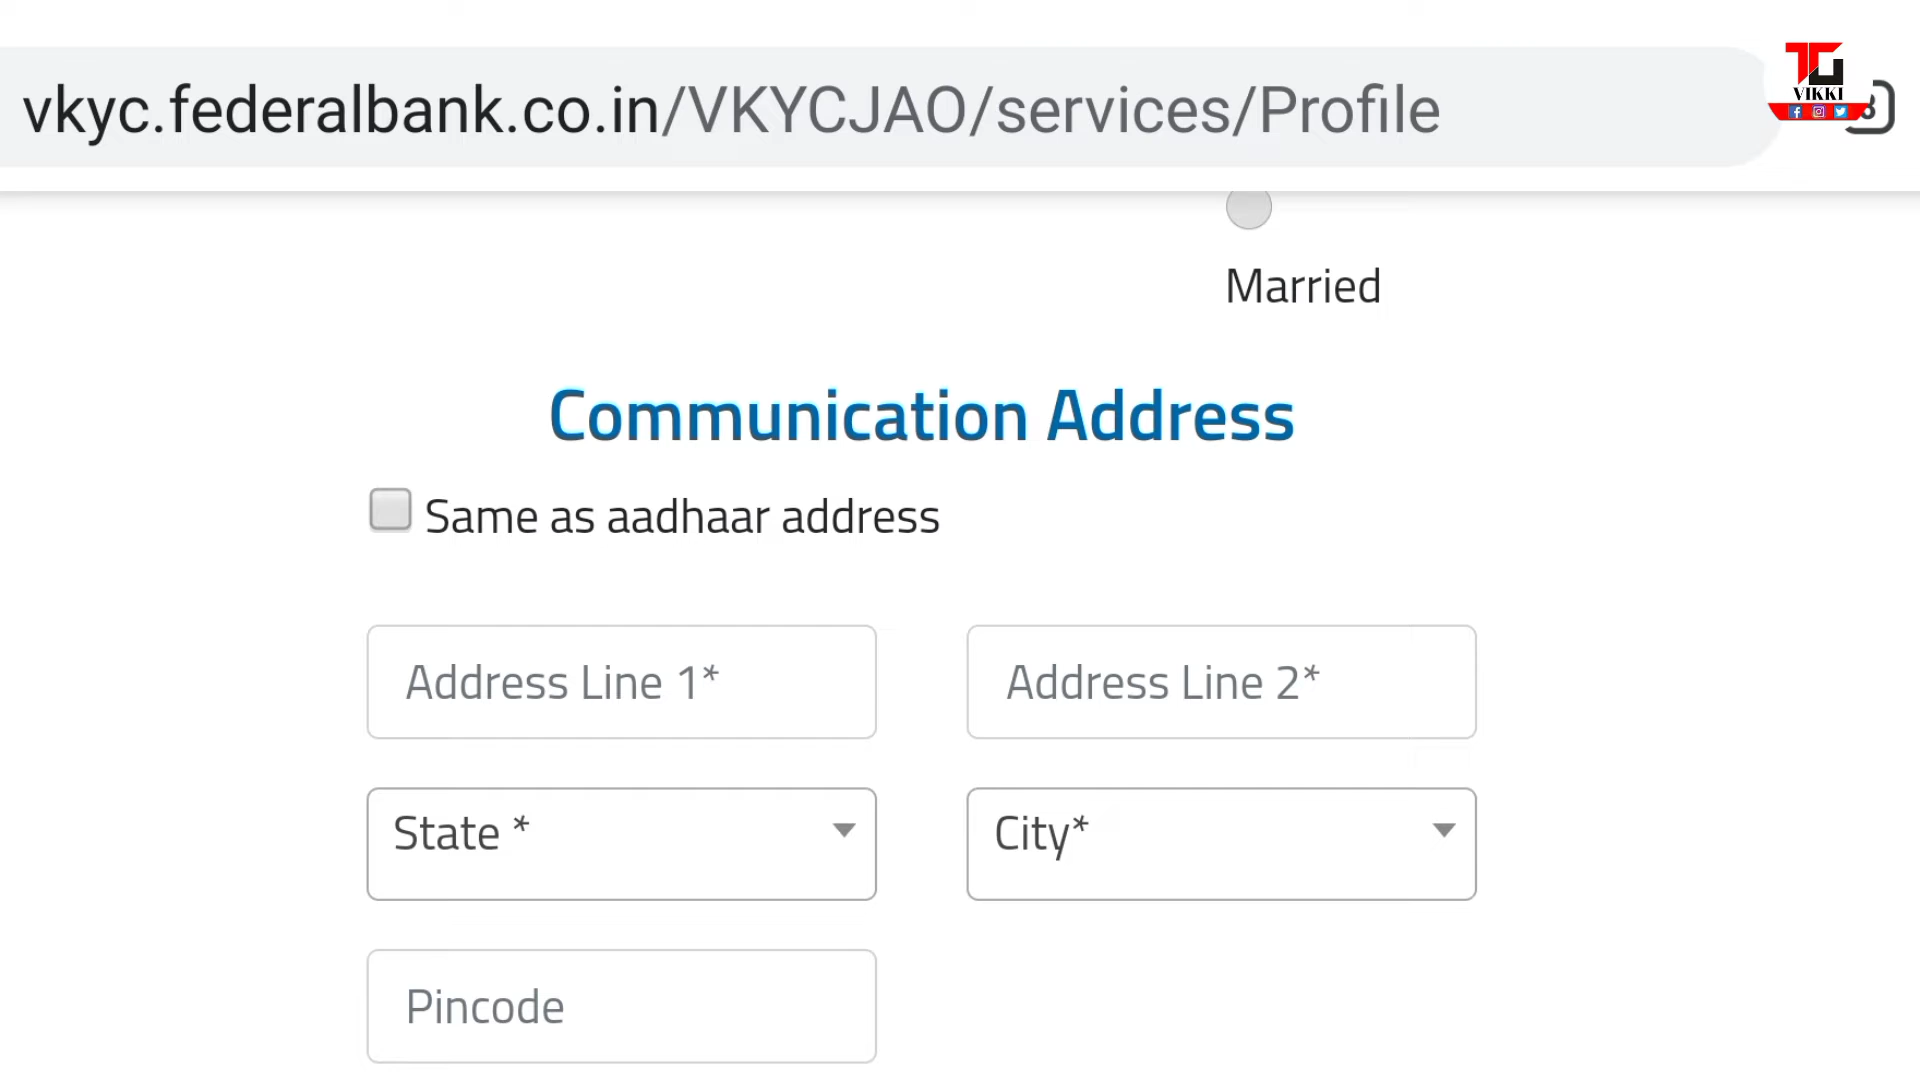 vkyc.federalbank.co.in/VKYCJAO/services/Profile
TG
VIKKI
Married
Communication Address
Same as aadhaar address
Address Line 1*
Address Line 2*
State *
City*
Pincode